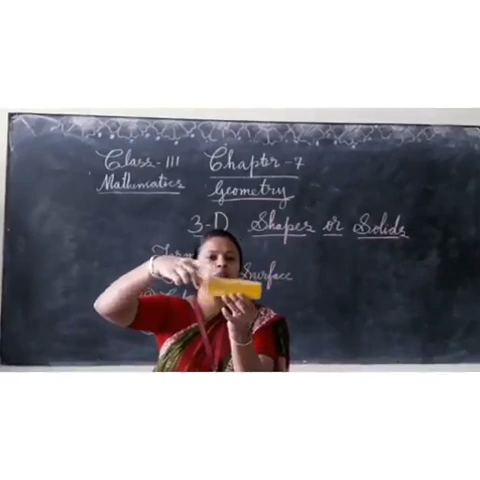 Class-III Chapter-7
Mathematics Geometry
3-D Shapes or Solids
Surface